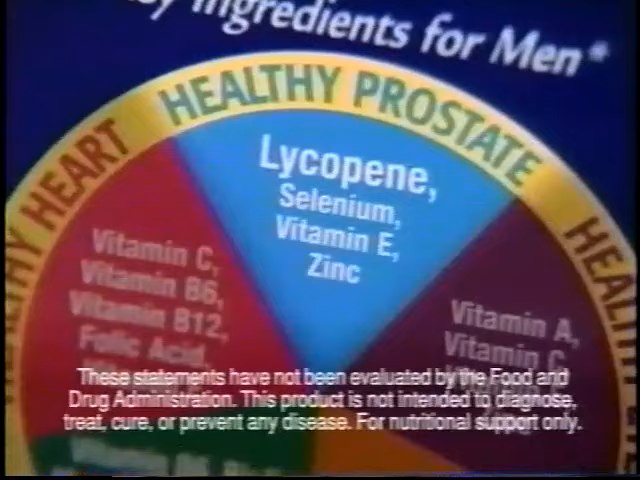 Ingredients for Men*
HEALTHY PROSTATE
HEALTHY HEART
Lycopene,
Selenium,
Vitamin E,
Zinc
Vitamin C,
Vitamin B6,
Vitamin B12,
Folic Acid,
Vitamin A,
Vitamin C
These statements have not been evaluated by the Food and
Drug Administration. This product is not intended to diagnose,
treat, cure, or prevent any disease. For nutritional support only.